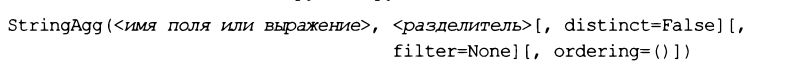 StringAgg(<имя поля или выражение>, <разделитель>[, distinct=False][,
filter=None][, ordering=()])